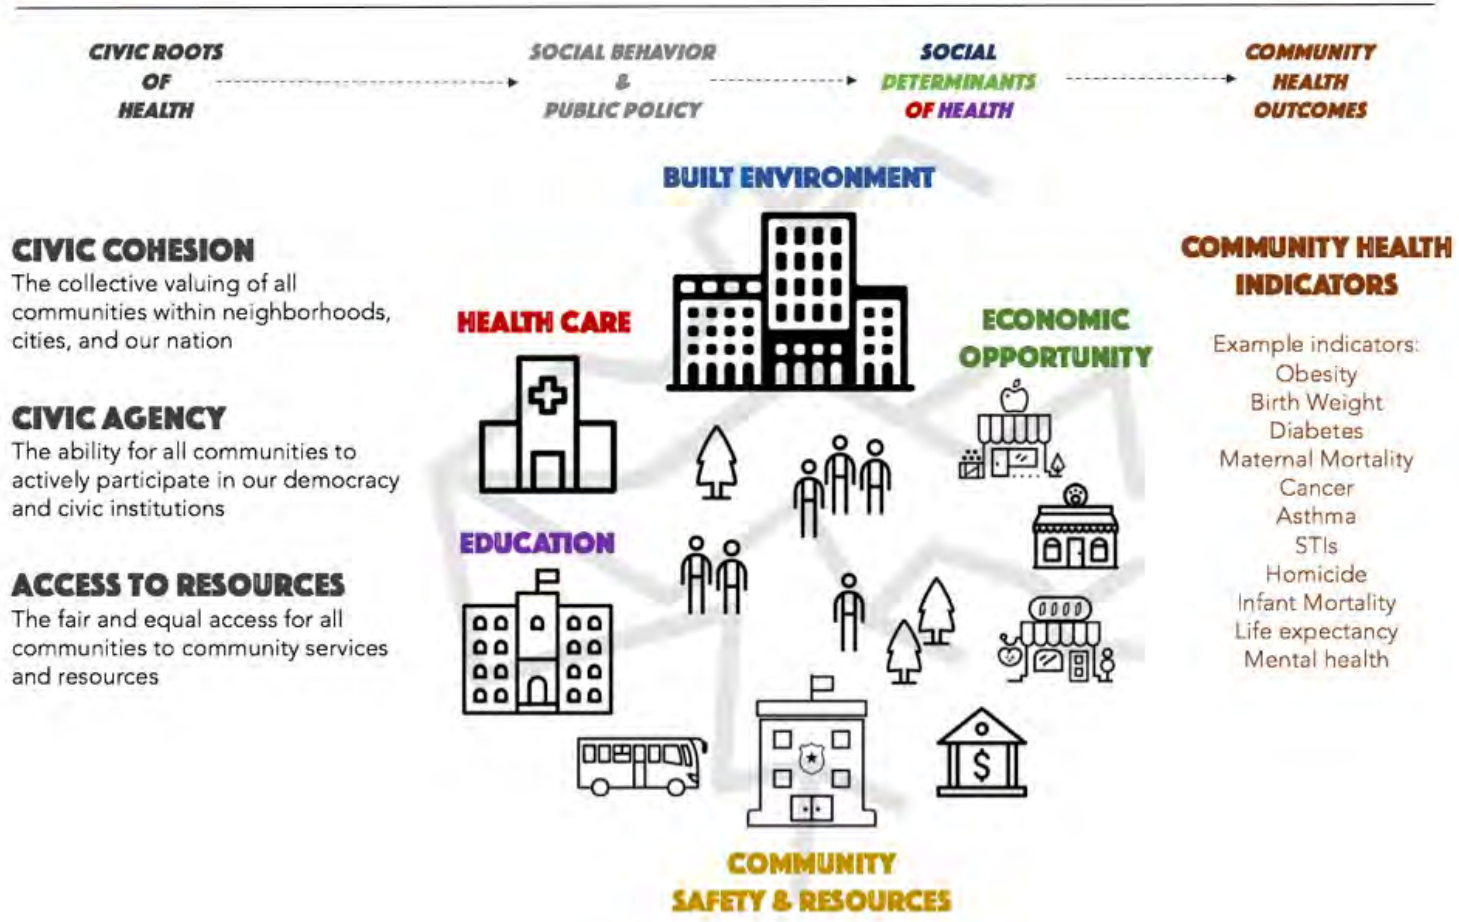 CIVIC ROOTS
OF
HEALTH
SOCIAL BEHAVIOR
&
PUBLIC POLICY
SOCIAL
DETERMINANTS
OF HEALTH
COMMUNITY
HEALTH
OUTCOMES
CIVIC COHESION
The collective valuing of all
communities within neighborhoods,
cities, and our nation
CIVIC AGENCY
The ability for all communities to
actively participate in our democracy
and civic institutions
ACCESS TO RESOURCES
The fair and equal access for all
communities to community services
and resources
BUILT ENVIRONMENT
HEALTH CARE
ECONOMIC
OPPORTUNITY
EDUCATION
$
COMMUNITY
SAFETY & RESOURCES
COMMUNITY HEALTH
INDICATORS
Example indicators:
Obesity
Birth Weight
Diabetes
Maternal Mortality
Cancer
Asthma
STIs
Homicide
Infant Mortality
Life expectancy
Mental health